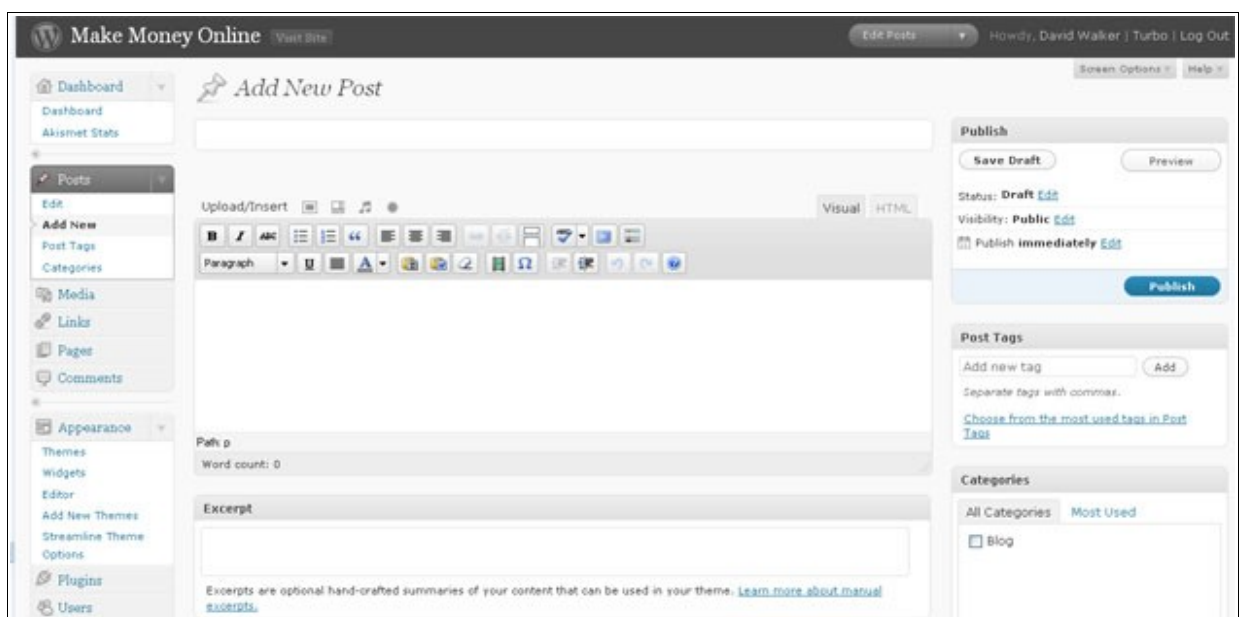 Make Money Online Visit Site
Edit Posts
Howdy, David Walker | Turbo | Log Out
Screen Options
Help
Dashboard
Dashboard
Akismet Stats
Posts
Edit
Add New
Post Tags
Categories
Media
Links
Pages
Comments
Appearance
Themes
Widgets
Editor
Add New Themes
Streamline Theme
Options
Plugins
Users
Add New Post
Upload/Insert
Visual HTML
B I ABC
Paragraph U A Ω
Path: p
Word count: 0
Excerpt
Excerpts are optional hand-crafted summaries of your content that can be used in your theme. Learn more about manual
excerpts.
Publish
Save Draft Preview
Status: Draft Edit
Visibility: Public Edit
Publish immediately Edit
Publish
Post Tags
Add new tag Add
Separate tags with commas.
Choose from the most used tags in Post
Tags
Categories
All Categories Most Used
Blog